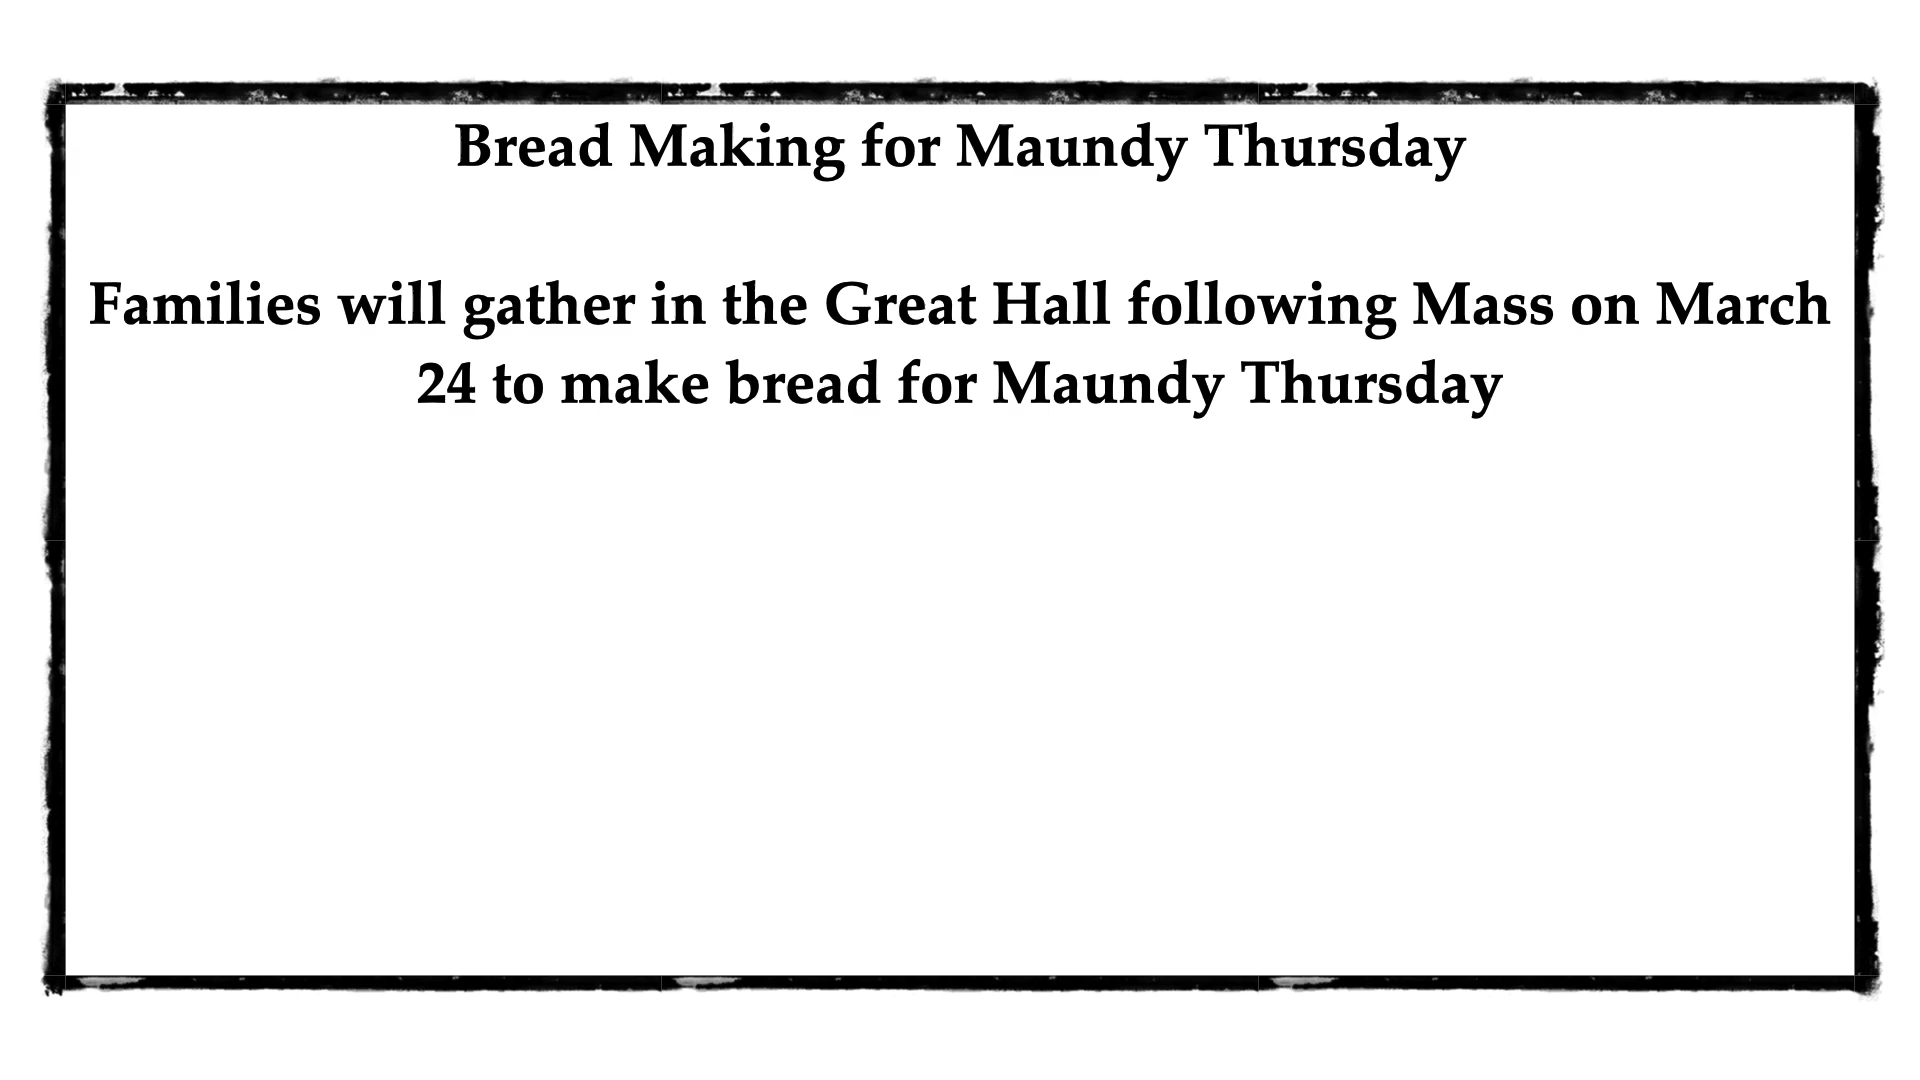 Bread Making for Maundy Thursday
Families will gather in the Great Hall following Mass on March
24 to make bread for Maundy Thursday